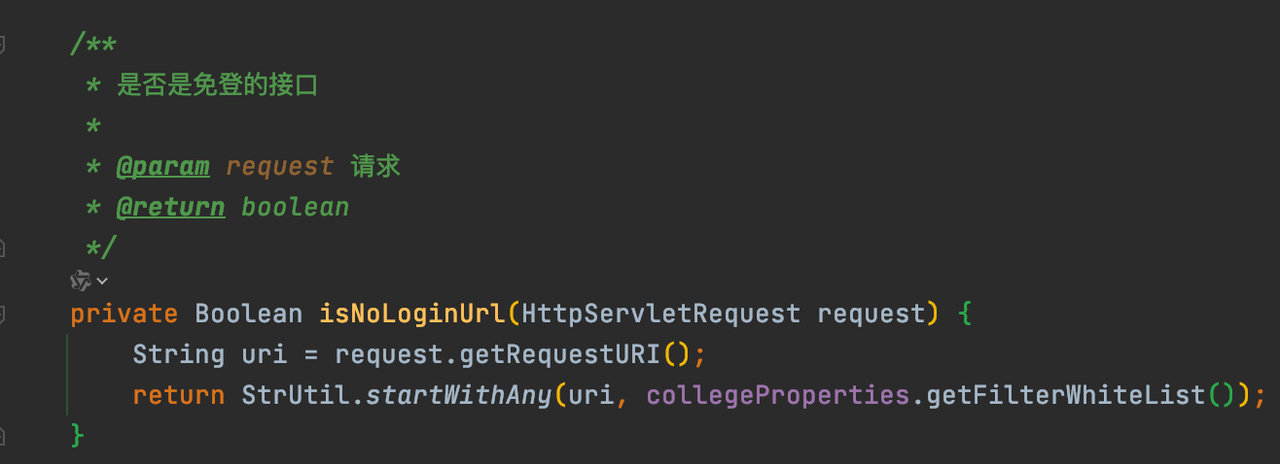 /**
* 是否是免登的接口
*
* @param request 请求
* @return boolean
*/
private Boolean isNoLoginUrl(HttpServletRequest request) {
String uri = request.getRequestURI();
return StrUtil.startWithAny(uri, collegeProperties.getFilterWhiteList());
}